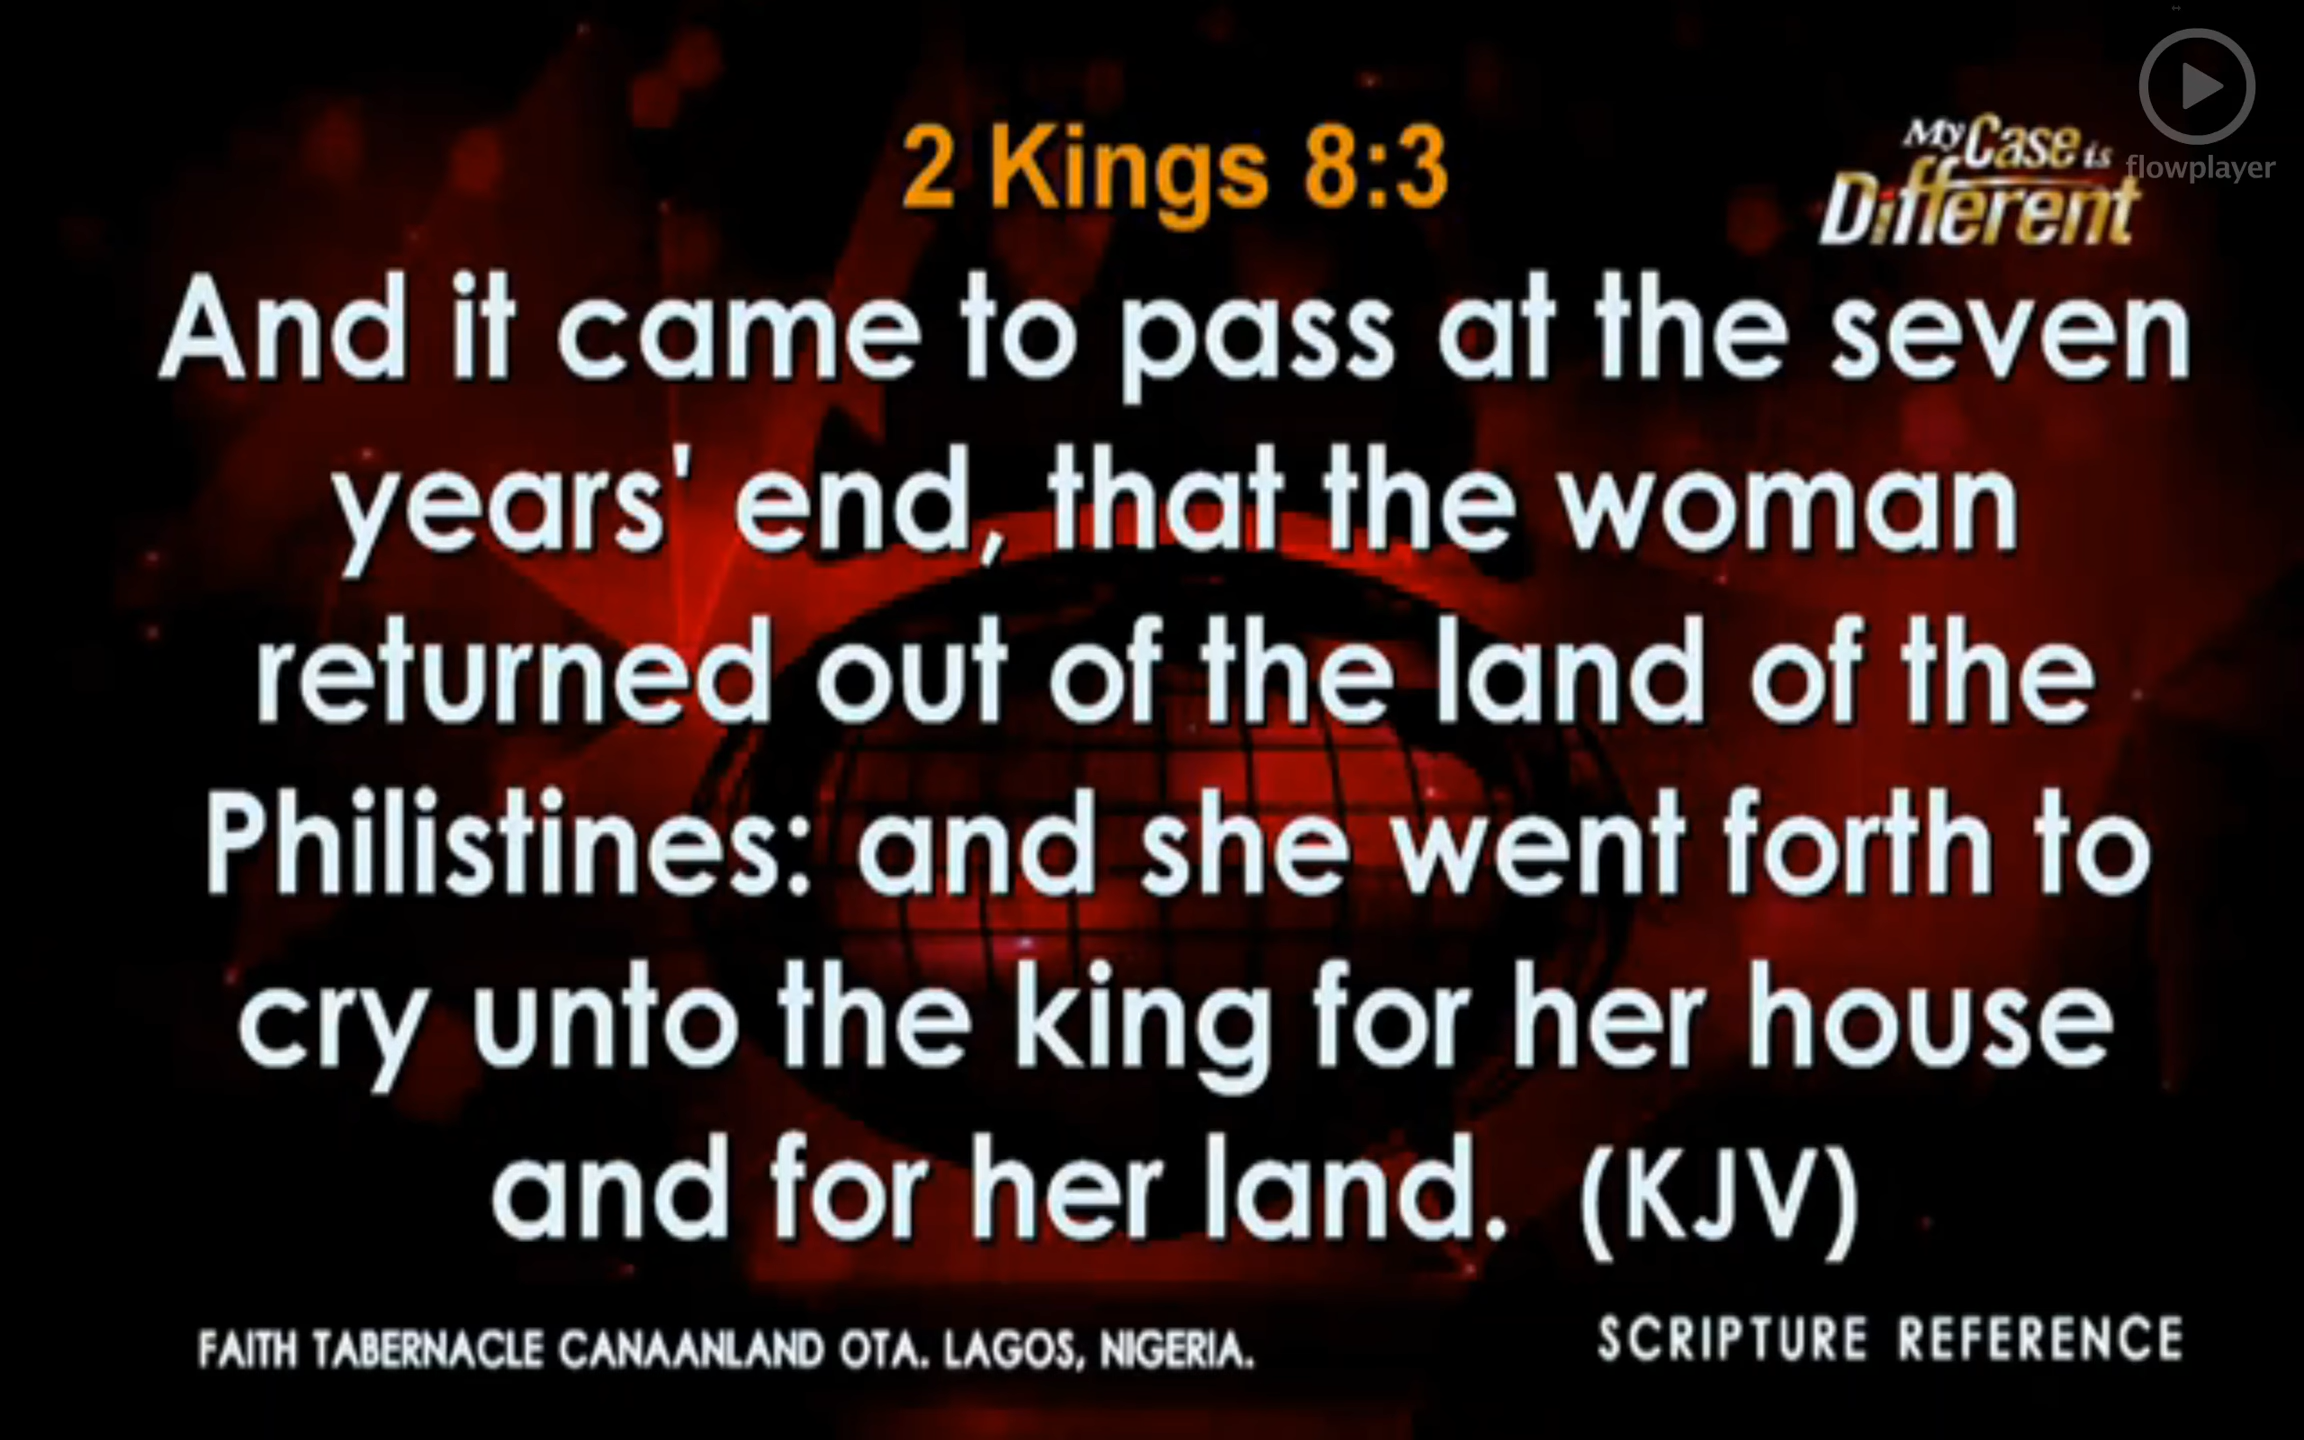 2 Kings 8:3
My Case is
Different
flowplayer
And it came to pass at the seven
years' end, that the woman
returned out of the land of the
Philistines: and she went forth to
cry unto the king for her house
and for her land. (KJV)
FAITH TABERNACLE CANAANLAND OTA. LAGOS, NIGERIA.
SCRIPTURE REFERENCE